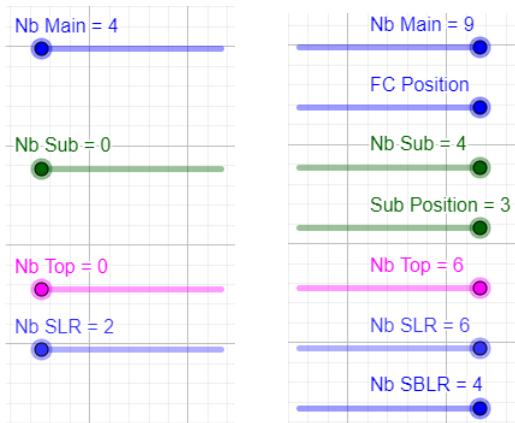 Nb Main = 4
Nb Sub = 0
Nb Top = 0
Nb SLR = 2
Nb Main = 9
FC Position
Nb Sub = 4
Sub Position = 3
Nb Top = 6
Nb SLR = 6
Nb SBLR = 4